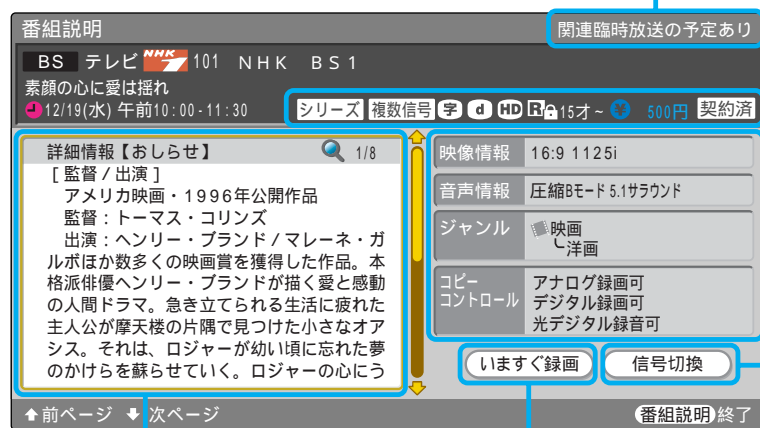 番組説明
関連臨時放送の予定あり
BS テレビ NHK 101 NHK BS1
素顔の心に愛は揺れ
12/19(水) 午前10:00-11:30
シリーズ 複数信号 字 d HD R 15才~ ¥ 500円 契約済
詳細情報【おしらせ】 1/8
[監督/出演]
アメリカ映画・1996年公開作品
監督:トーマス・コリンズ
出演:ヘンリー・ブランド/マレーネ・ガ
ルボほか数多くの映画賞を獲得した作品。本
格派俳優ヘンリー・ブランドが描く愛と感動
の人間ドラマ。急き立てられる生活に疲れた
主人公が摩天楼の片隅で見つけた小さなオア
シス。それは、ロジャーが幼い頃に忘れた夢
のかけらを蘇らせていく。ロジャーの心にう
映像情報 16:9 1125i
音声情報 圧縮Bモード 5.1サラウンド
ジャンル 映画
洋画
コピー
コントロール
アナログ録画可
デジタル録画可
光デジタル録音可
いますぐ録画 信号切換
前ページ 次ページ
番組説明 終了